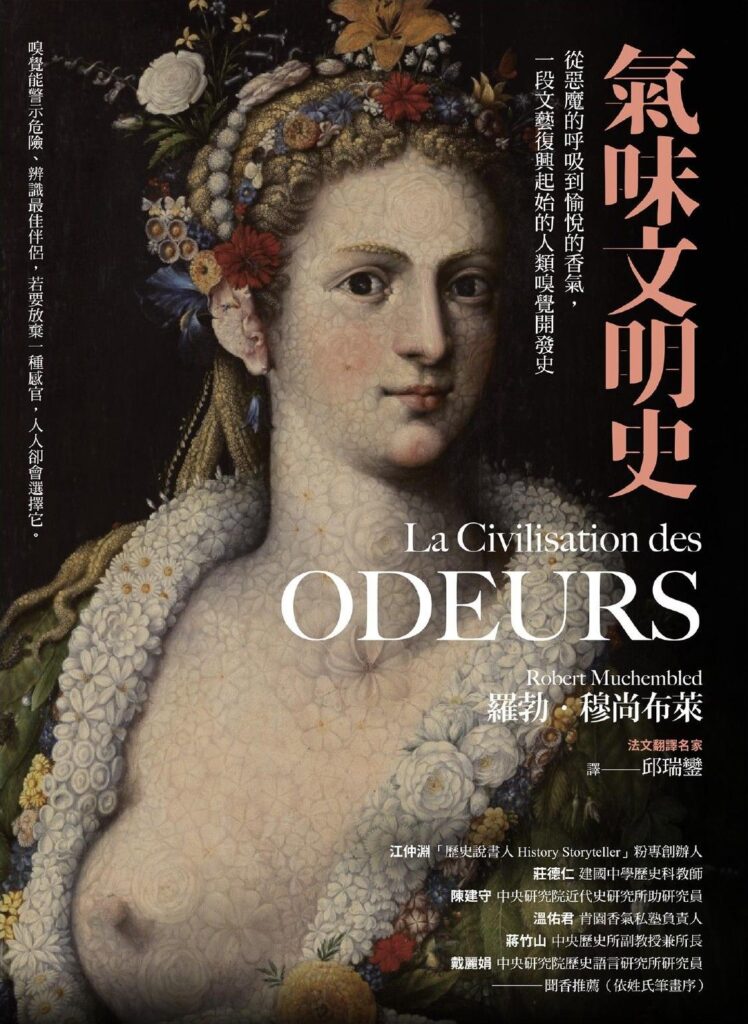 氣味文明史
從惡魔的呼吸到愉悅的香氣，
一段文藝復興起始的人類嗅覺開發史
嗅覺能警示危險、辨識最佳伴侶，若要放棄一種感官，人人卻會選擇它。
La Civilisation des
ODEURS
Robert Muchembled
羅勃・穆尚布萊
法文翻譯名家
譯——邱瑞鑾
江仲淵「歷史說書人 History Storyteller」粉專創辦人
莊德仁 建國中學歷史科教師
陳建守 中央研究院近代史研究所助研究員
溫佑君 肯園香氣私塾負責人
蔣竹山 中央歷史所副教授兼所長
戴麗娟 中央研究院歷史語言研究所研究員
——聞香推薦（依姓氏筆畫序）